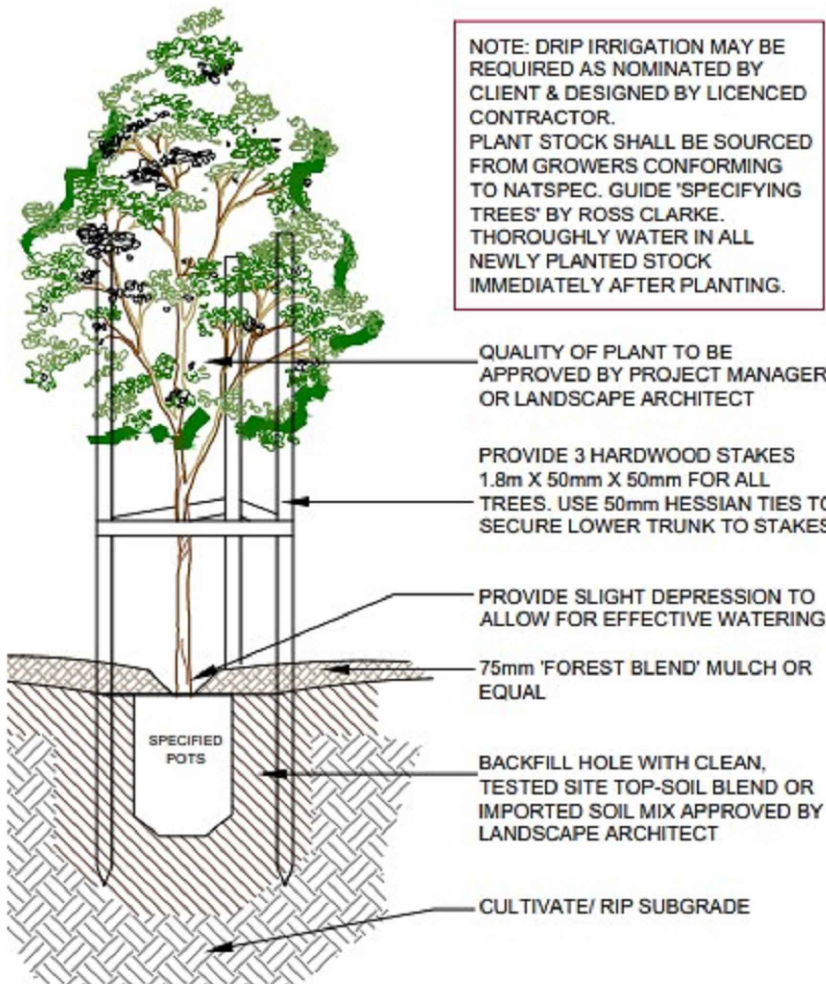 NOTE: DRIP IRRIGATION MAY BE
REQUIRED AS NOMINATED BY
CLIENT & DESIGNED BY LICENCED
CONTRACTOR.
PLANT STOCK SHALL BE SOURCED
FROM GROWERS CONFORMING
TO NATSPEC. GUIDE 'SPECIFYING
TREES' BY ROSS CLARKE.
THOROUGHLY WATER IN ALL
NEWLY PLANTED STOCK
IMMEDIATELY AFTER PLANTING.
QUALITY OF PLANT TO BE
APPROVED BY PROJECT MANAGER
OR LANDSCAPE ARCHITECT
PROVIDE 3 HARDWOOD STAKES
1.8m X 50mm X 50mm FOR ALL
TREES. USE 50mm HESSIAN TIES TO
SECURE LOWER TRUNK TO STAKES
PROVIDE SLIGHT DEPRESSION TO
ALLOW FOR EFFECTIVE WATERING
75mm 'FOREST BLEND' MULCH OR
EQUAL
SPECIFIED
POTS
BACKFILL HOLE WITH CLEAN,
TESTED SITE TOP-SOIL BLEND OR
IMPORTED SOIL MIX APPROVED BY
LANDSCAPE ARCHITECT
CULTIVATE/ RIP SUBGRADE